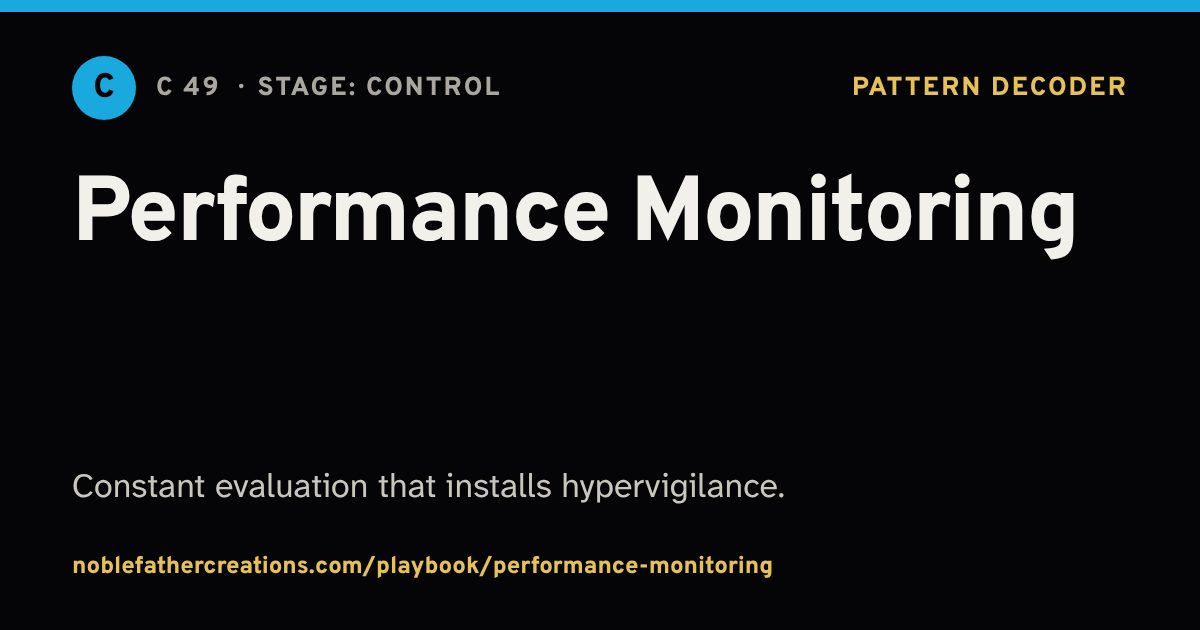 C
C 49 · STAGE: CONTROL
PATTERN DECODER
Performance Monitoring
Constant evaluation that installs hypervigilance.
noblefathercreations.com/playbook/performance-monitoring